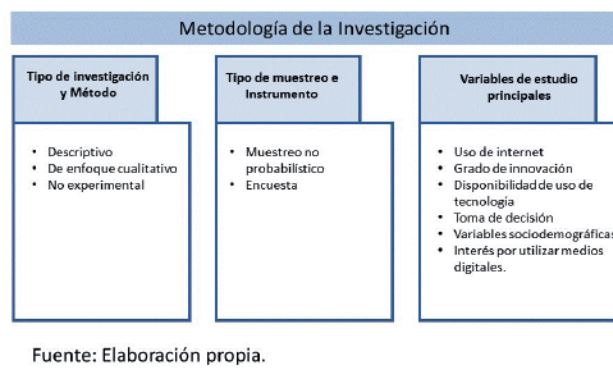 Metodología de la Investigación
Tipo de investigación
y Método
• Descriptivo
• De enfoque cualitativo
• No experimental
Tipo de muestreo e
Instrumento
• Muestreo no
probabilístico
• Encuesta
Variables de estudio
principales
• Uso de internet
• Grado de innovación
• Disponibilidad de uso de
tecnología
• Toma de decisión
• Variables sociodemográficas
• Interés por utilizar medios
digitales.
Fuente: Elaboración propia.